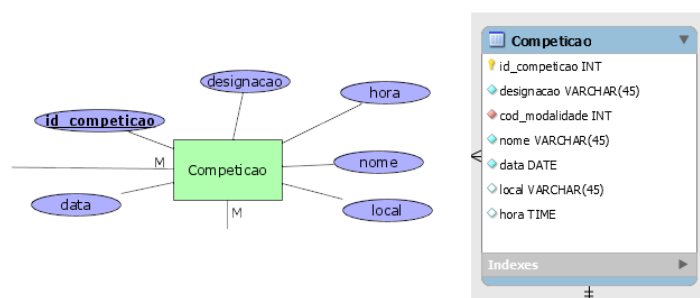 designacao
hora
id_competicao
M
Competicao
nome
data
M
local
Competicao
id_competicao INT
designacao VARCHAR(45)
cod_modalidade INT
nome VARCHAR(45)
data DATE
local VARCHAR(45)
hora TIME
Indexes